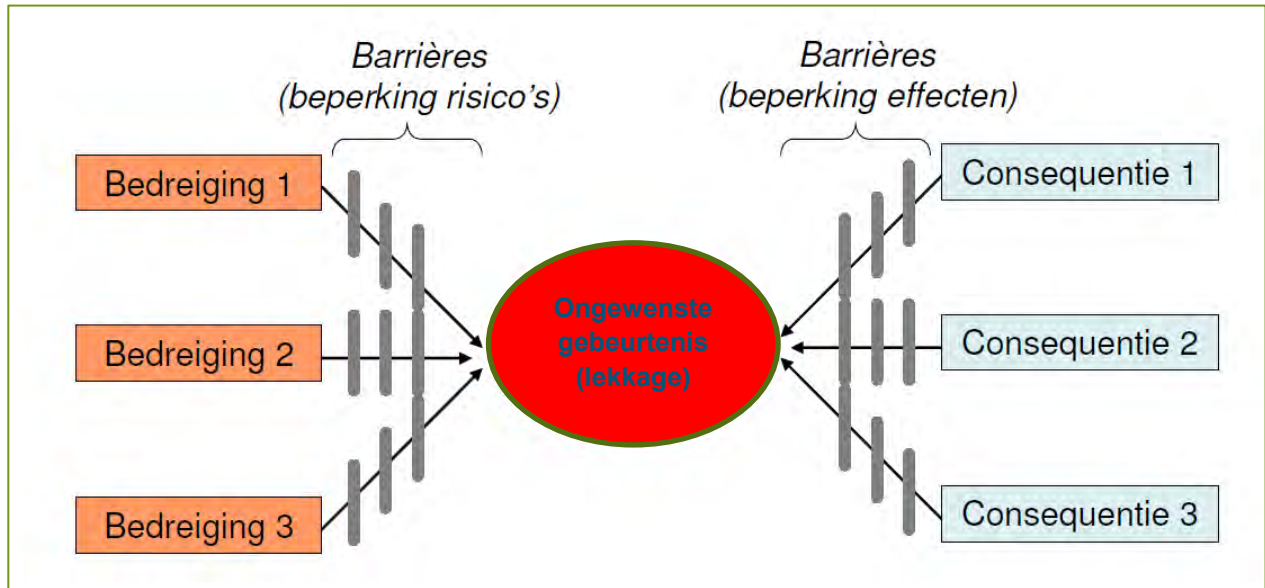 Barrières
(beperking risico's)
Barrières
(beperking effecten)
Bedreiging 1
Consequentie 1
Ongewenste
gebeurtenis
(lekkage)
Bedreiging 2
Consequentie 2
Bedreiging 3
Consequentie 3